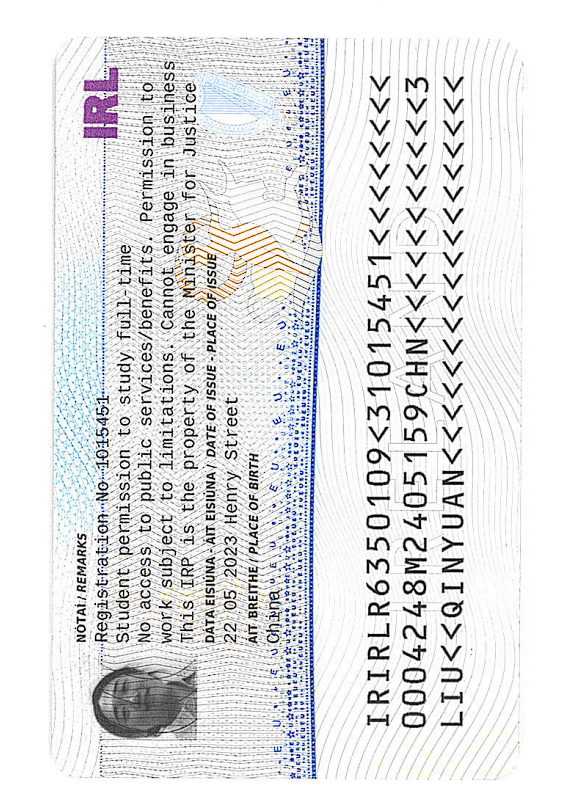 IRL
NOTAÍ / REMARKS
Registration No 1015451
Student permission to study full-time
No access to public services/benefits. Permission to
work subject to limitations. Cannot engage in business
This IRP is the property of the Minister for Justice
DATA EISIÚNA - ÁIT EISIÚNA / DATE OF ISSUE - PLACE OF ISSUE
22 05 2023 Henry Street
ÁIT BREITHE / PLACE OF BIRTH
China
IRIRLR6350109<31015451<<<<<<<<
0004248M2405159CHN<<<<<<<<<<<3
LIU<<QINYUAN<<<<<<<<<<<<<<<<<<